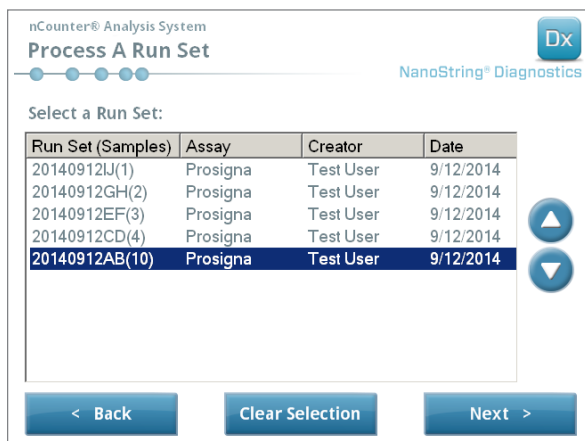 nCounter® Analysis System
Process A Run Set
Dx
NanoString® Diagnostics
Select a Run Set:
Run Set (Samples) Assay Creator Date
20140912IJ(1) Prosigna Test User 9/12/2014
20140912GH(2) Prosigna Test User 9/12/2014
20140912EF(3) Prosigna Test User 9/12/2014
20140912CD(4) Prosigna Test User 9/12/2014
20140912AB(10) Prosigna Test User 9/12/2014
< Back Clear Selection Next >